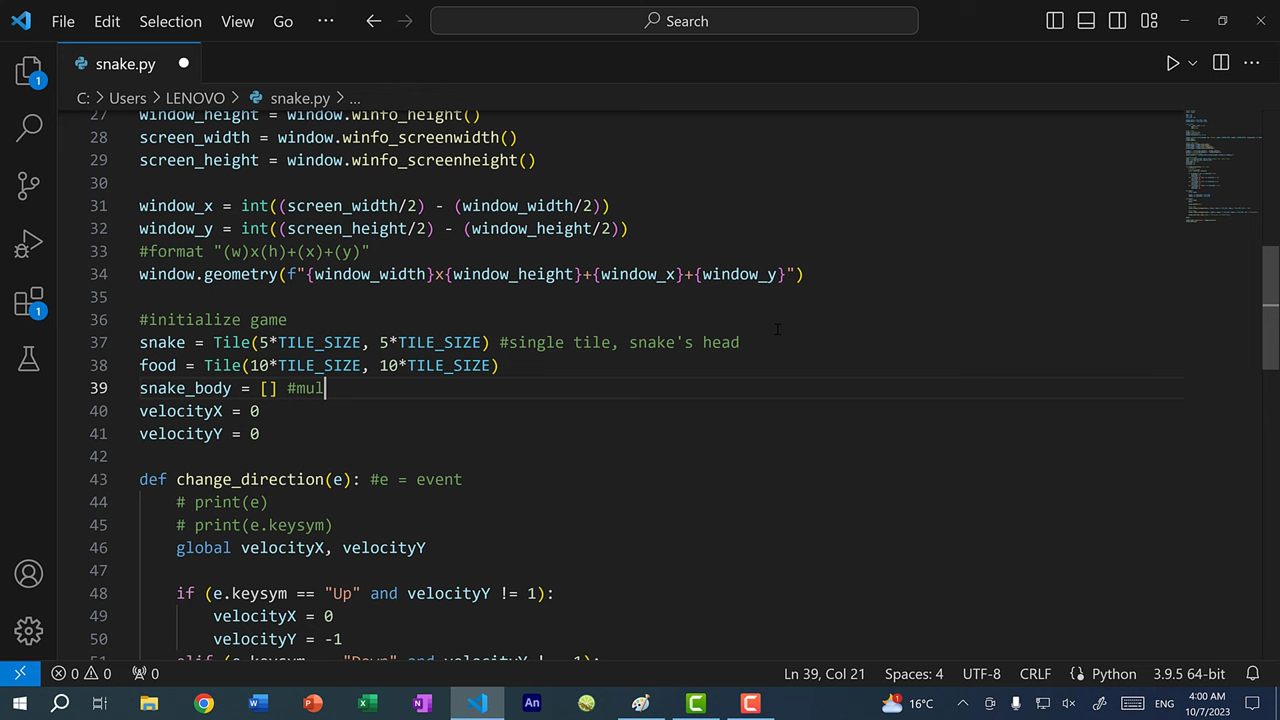 File Edit Selection View Go ··· Search
snake.py
1
C: > Users > LENOVO > snake.py > ...
27 window_height = window.winfo_height()
28 screen_width = window.winfo_screenwidth()
29 screen_height = window.winfo_screenheight()
30
31 window_x = int((screen_width/2) - (window_width/2))
32 window_y = int((screen_height/2) - (window_height/2))
33 #format "(w)x(h)+(x)+(y)"
34 window.geometry(f"{window_width}x{window_height}+{window_x}+{window_y}")
35
36 #initialize game
37 snake = Tile(5*TILE_SIZE, 5*TILE_SIZE) #single tile, snake's head
38 food = Tile(10*TILE_SIZE, 10*TILE_SIZE)
39 snake_body = [] #mul
40 velocityX = 0
41 velocityY = 0
42
43 def change_direction(e): #e = event
44 # print(e)
45 # print(e.keysym)
46 global velocityX, velocityY
47
48 if (e.keysym == "Up" and velocityY != 1):
49 velocityX = 0
50 velocityY = -1
1
0 0 0 Ln 39, Col 21 Spaces: 4 UTF-8 CRLF Python 3.9.5 64-bit
16°C ENG 4:00 AM
10/7/2023